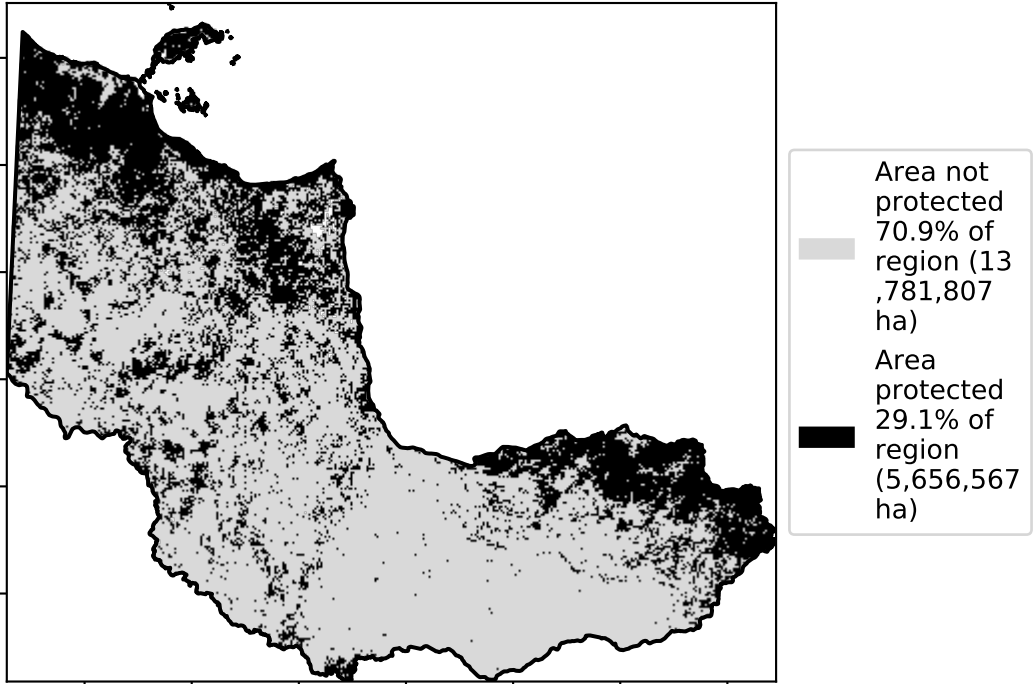 Area not
protected
70.9% of
region (13
,781,807
ha)
Area
protected
29.1% of
region
(5,656,567
ha)